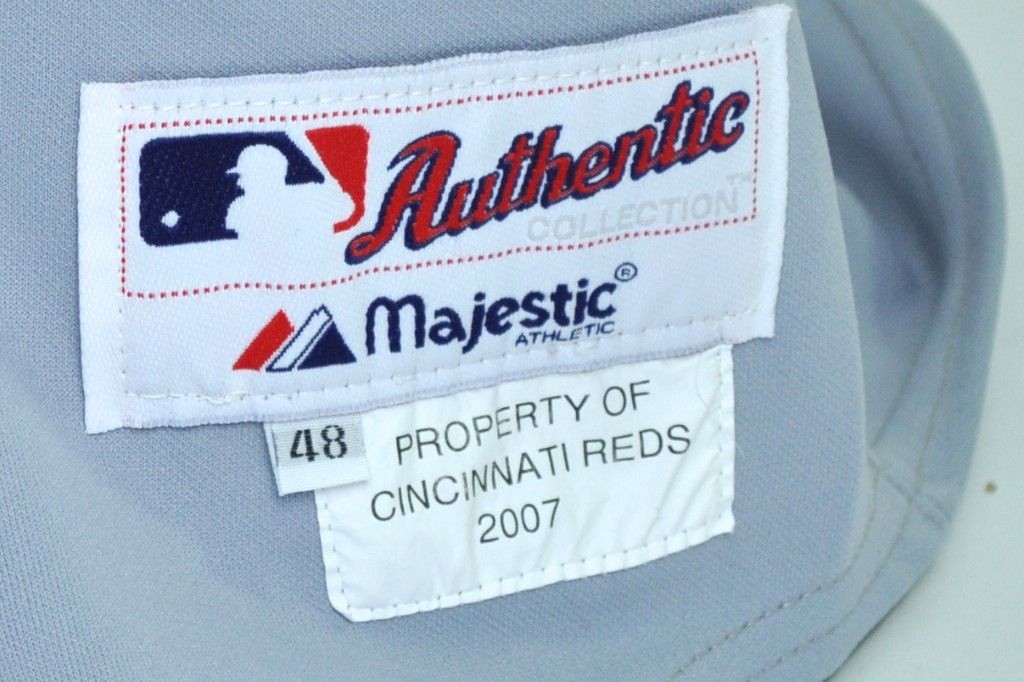 Authentic
COLLECTION™
Majestic®
ATHLETIC
48
PROPERTY OF
CINCINNATI REDS
2007